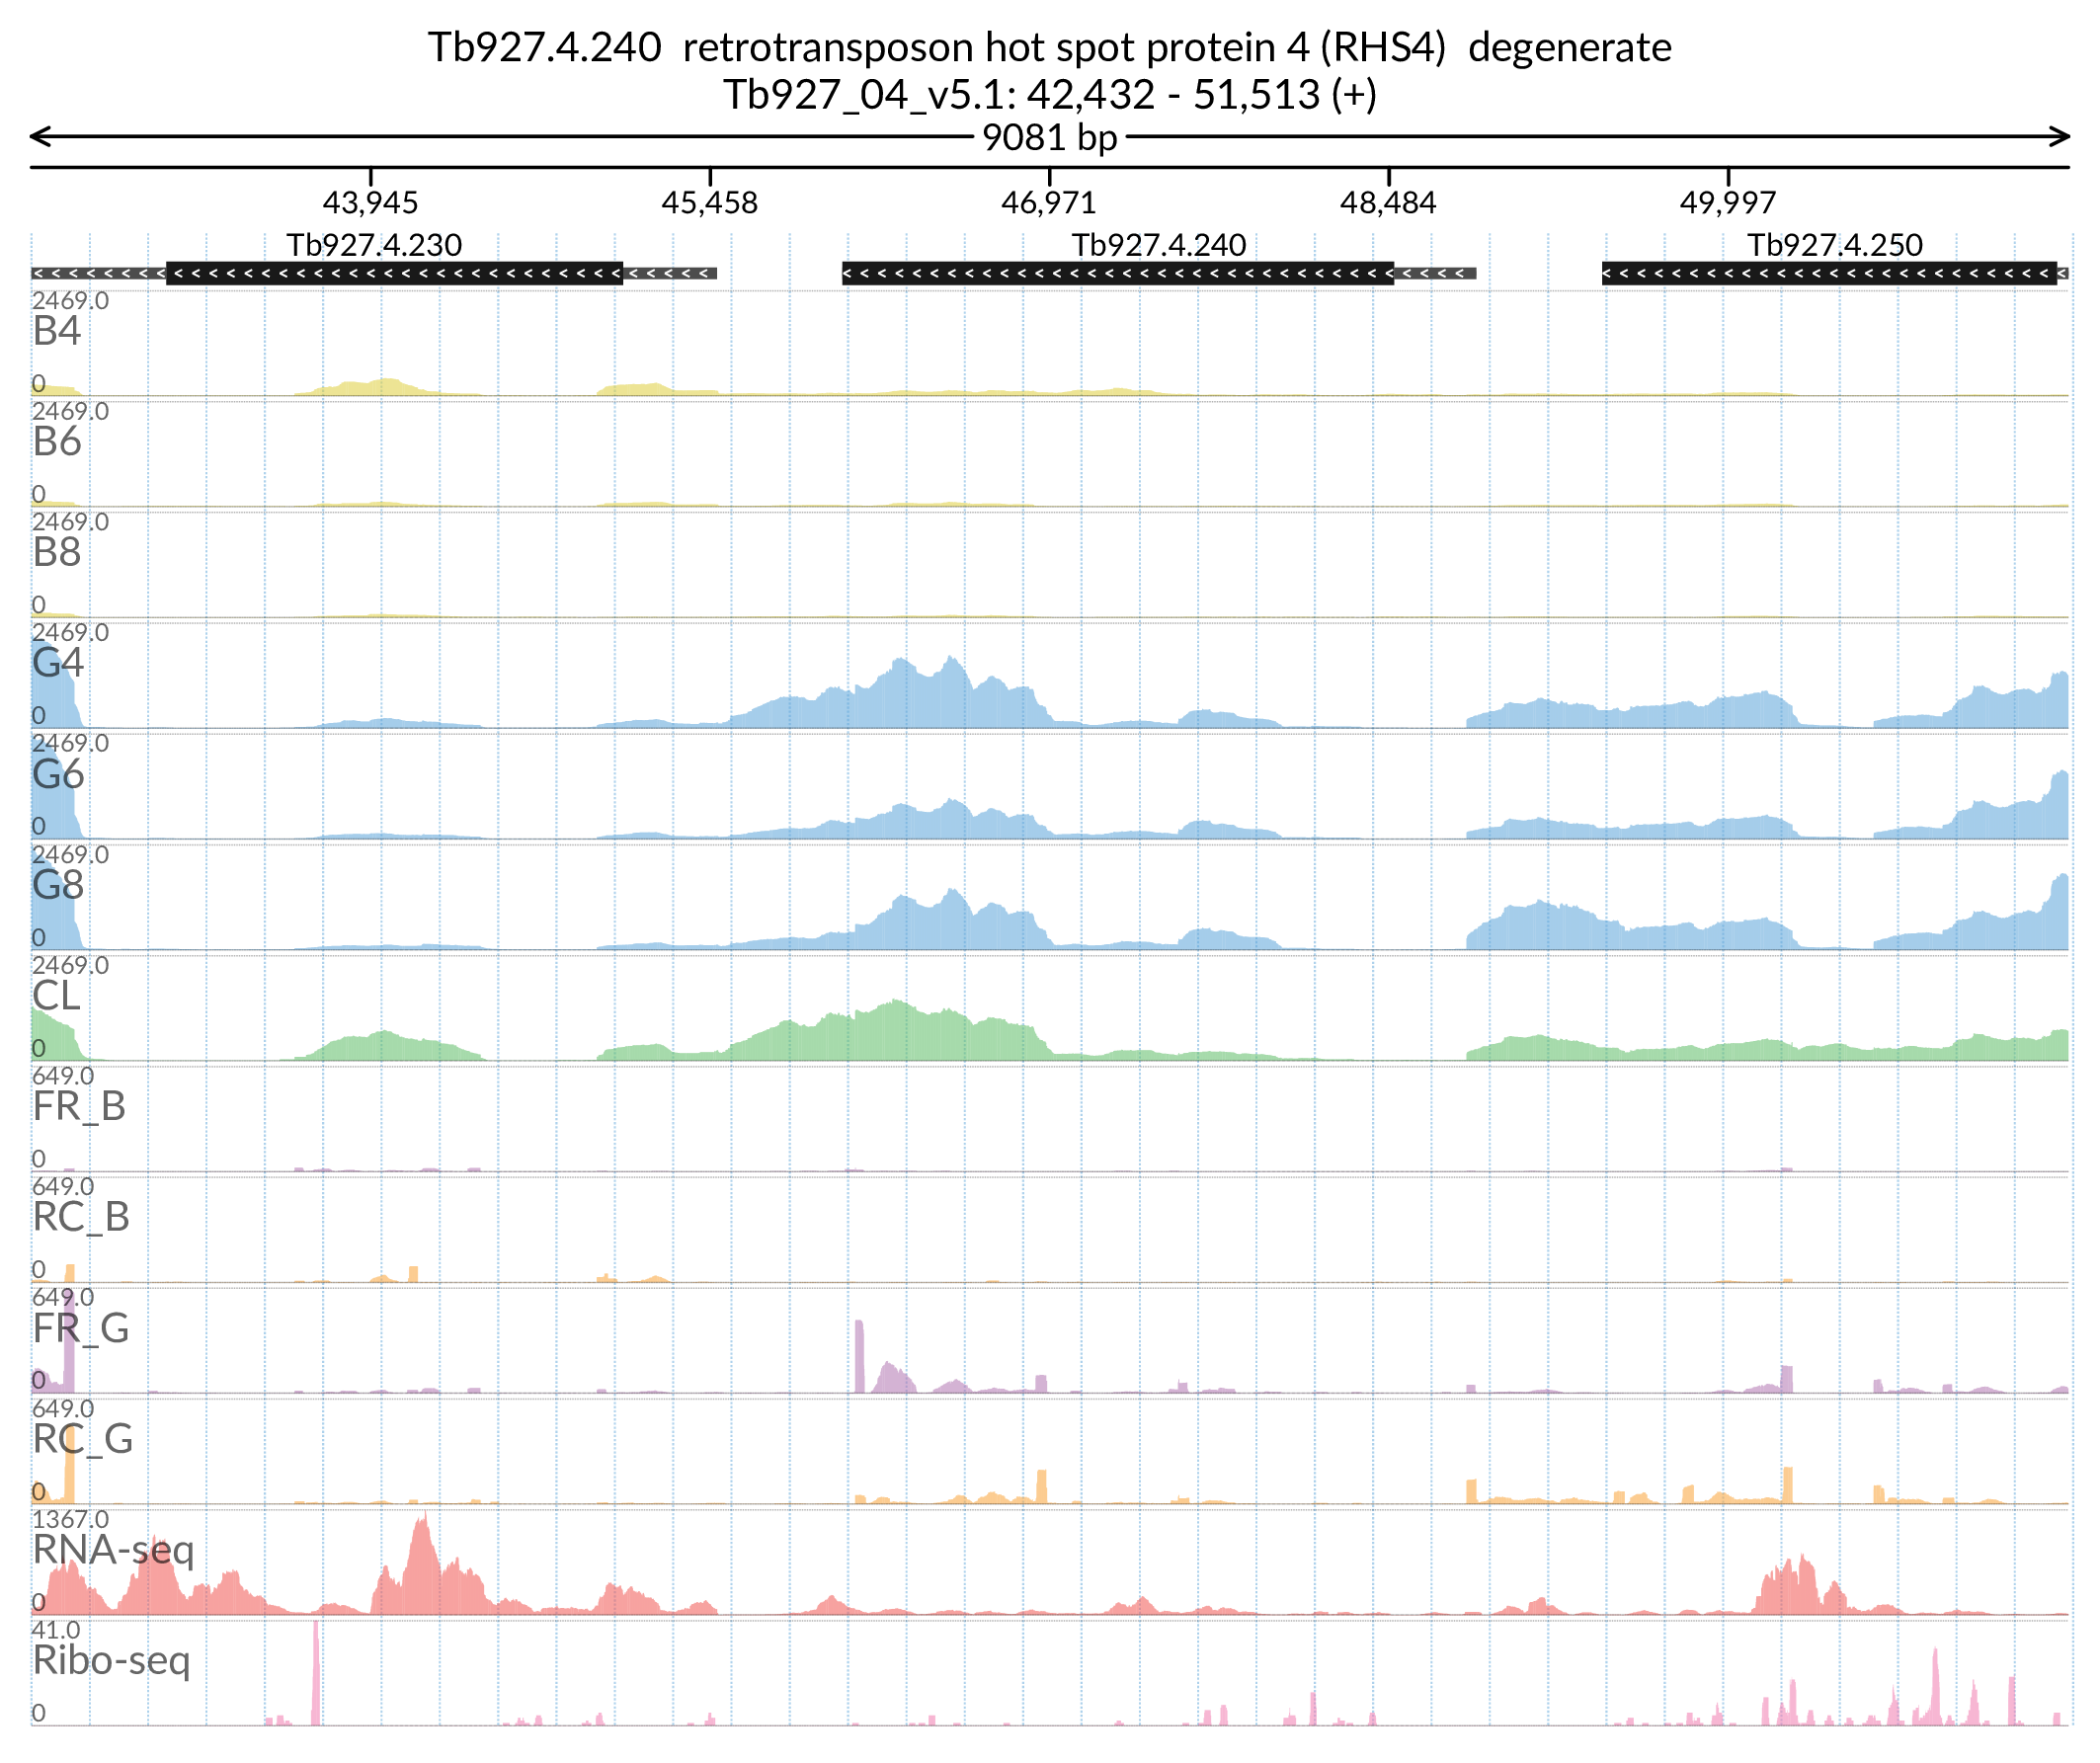 Tb927.4.240 retrotransposon hot spot protein 4 (RHS4) degenerate
Tb927_04_v5.1: 42,432 - 51,513 (+)
9081 bp
43,945 45,458 46,971 48,484 49,997
Tb927.4.230 Tb927.4.240 Tb927.4.250
2469.0
B4
0
2469.0
B6
0
2469.0
B8
0
2469.0
G4
0
2469.0
G6
0
2469.0
G8
0
2469.0
CL
0
649.0
FR_B
0
649.0
RC_B
0
649.0
FR_G
0
649.0
RC_G
0
1367.0
RNA-seq
0
41.0
Ribo-seq
0